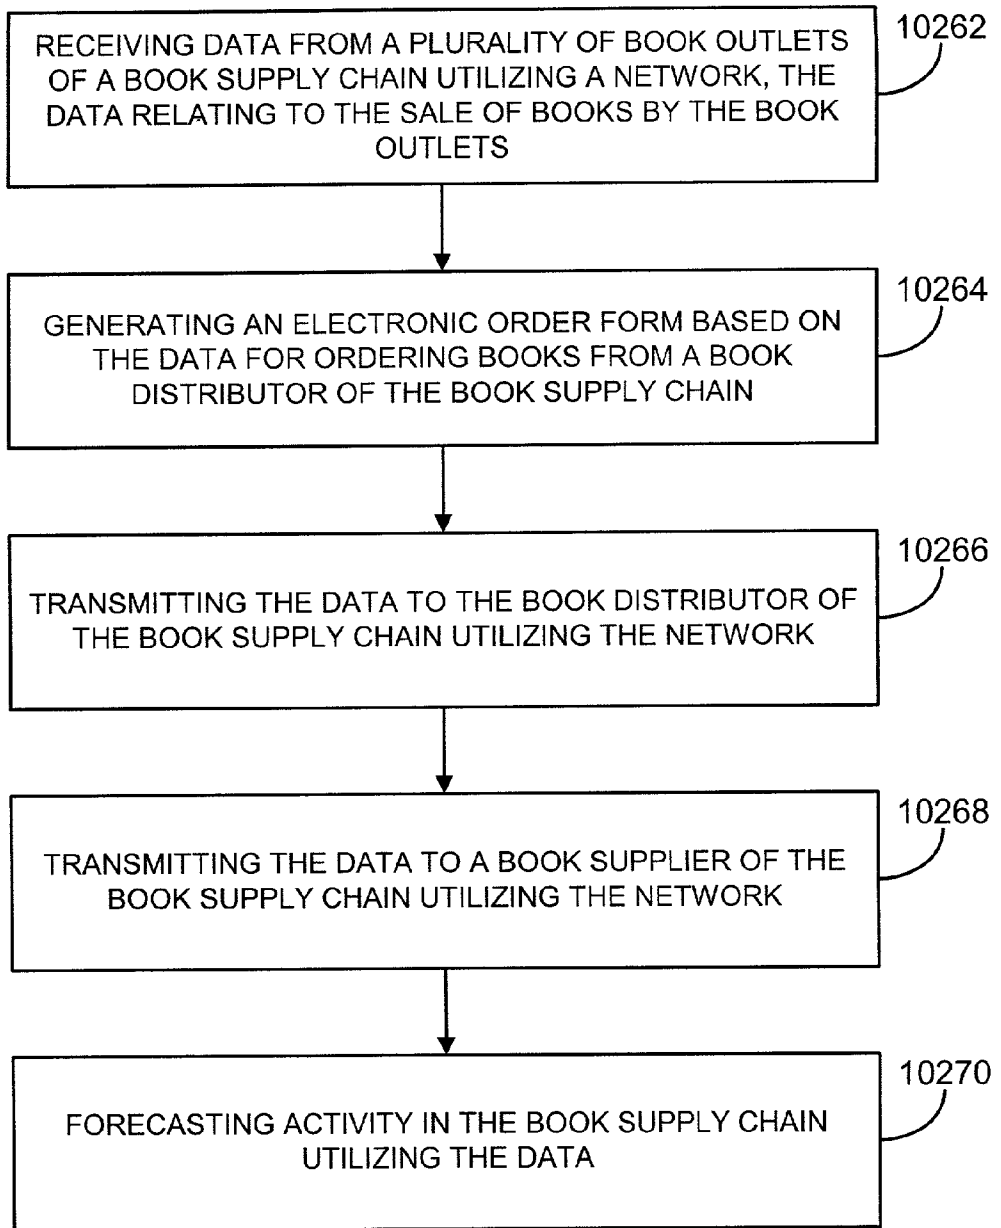 RECEIVING DATA FROM A PLURALITY OF BOOK OUTLETS
OF A BOOK SUPPLY CHAIN UTILIZING A NETWORK, THE
DATA RELATING TO THE SALE OF BOOKS BY THE BOOK
OUTLETS
10262
GENERATING AN ELECTRONIC ORDER FORM BASED ON
THE DATA FOR ORDERING BOOKS FROM A BOOK
DISTRIBUTOR OF THE BOOK SUPPLY CHAIN
10264
TRANSMITTING THE DATA TO THE BOOK DISTRIBUTOR OF
THE BOOK SUPPLY CHAIN UTILIZING THE NETWORK
10266
TRANSMITTING THE DATA TO A BOOK SUPPLIER OF THE
BOOK SUPPLY CHAIN UTILIZING THE NETWORK
10268
FORECASTING ACTIVITY IN THE BOOK SUPPLY CHAIN
UTILIZING THE DATA
10270